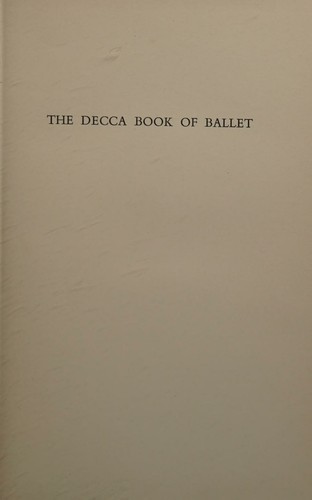 THE DECCA BOOK OF BALLET